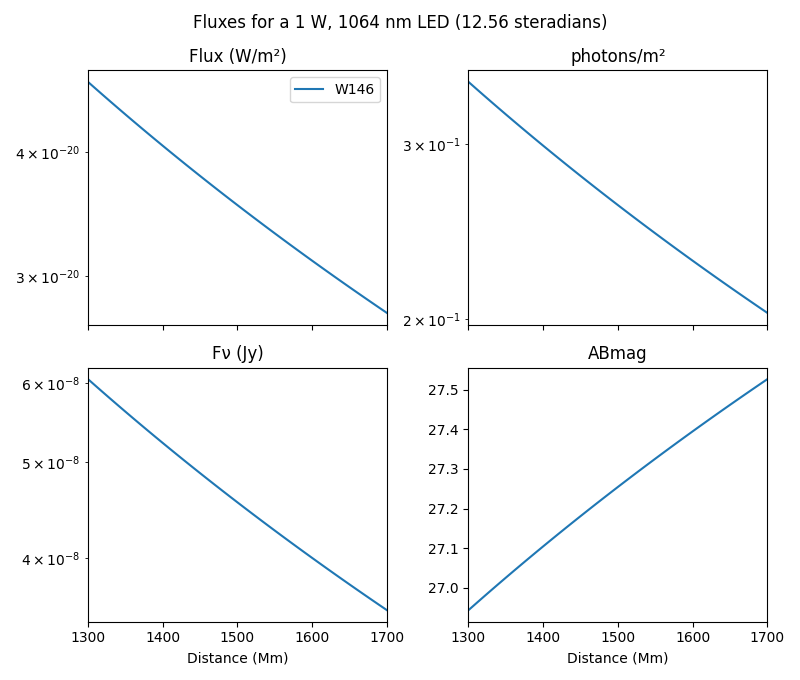 Fluxes for a 1 W, 1064 nm LED (12.56 steradians)
Flux (W/m²)
W146
4 × 10⁻²⁰
3 × 10⁻²⁰
photons/m²
3 × 10⁻¹
2 × 10⁻¹
Fν (Jy)
6 × 10⁻⁸
5 × 10⁻⁸
4 × 10⁻⁸
1300 1400 1500 1600 1700
Distance (Mm)
ABmag
27.5
27.4
27.3
27.2
27.1
27.0
1300 1400 1500 1600 1700
Distance (Mm)